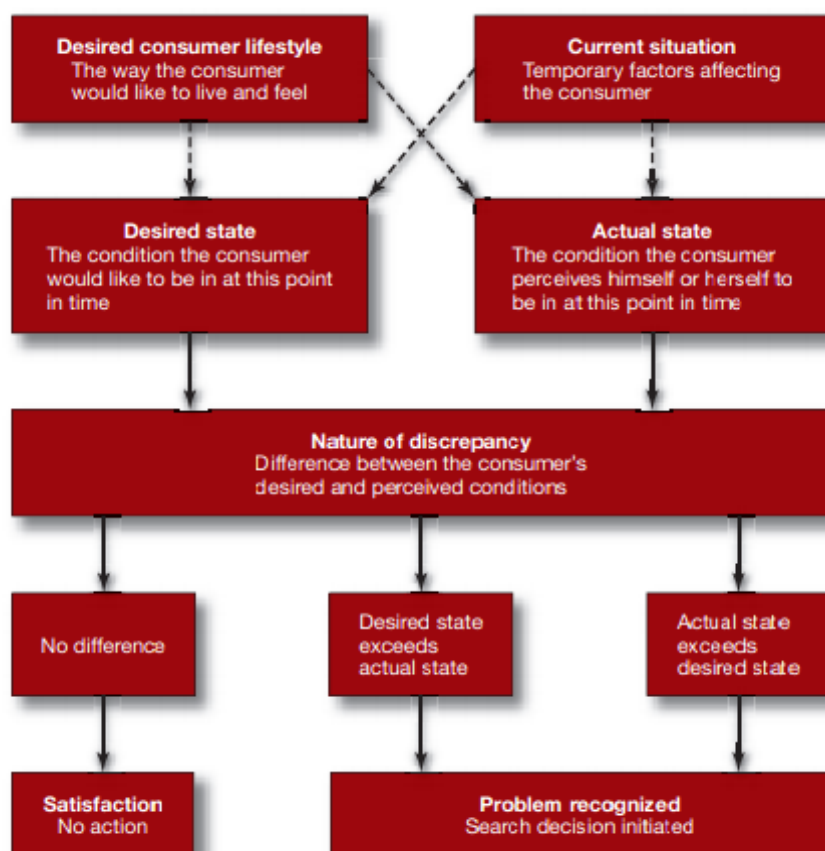 Desired consumer lifestyle
The way the consumer
would like to live and feel
Current situation
Temporary factors affecting
the consumer
Desired state
The condition the consumer
would like to be in at this point
in time
Actual state
The condition the consumer
perceives himself or herself to
be in at this point in time
Nature of discrepancy
Difference between the consumer's
desired and perceived conditions
No difference
Desired state
exceeds
actual state
Actual state
exceeds
desired state
Satisfaction
No action
Problem recognized
Search decision initiated